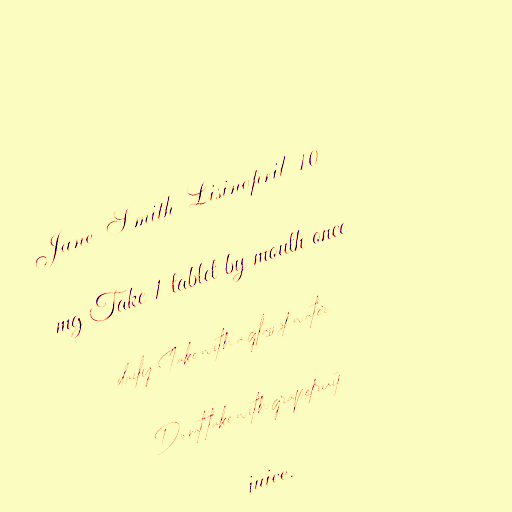 Jane Smith Lisinopril 10
mg Take 1 tablet by mouth once
daily Take with a glass of water
Do not take with grapefruit
juice.